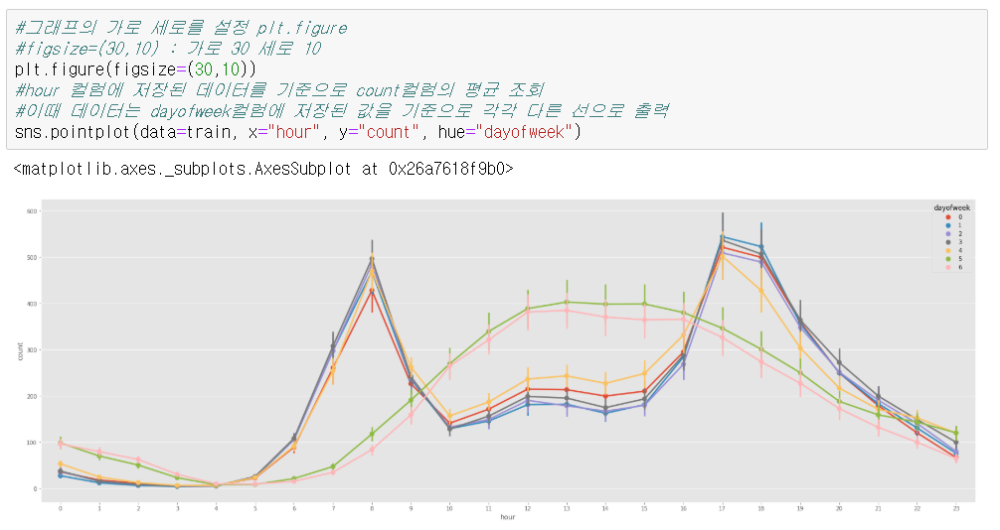 #그래프의 가로 세로를 설정 plt.figure
#figsize=(30,10) : 가로 30 세로 10
plt.figure(figsize=(30,10))
#hour 컬럼에 저장된 데이터를 기준으로 count컬럼의 평균 조회
#이때 데이터는 dayofweek컬럼에 저장된 값을 기준으로 각각 다른 선으로 출력
sns.pointplot(data=train, x="hour", y="count", hue="dayofweek")
<matplotlib.axes._subplots.AxesSubplot at 0x26a7618f9b0>
dayofweek
0
1
2
3
4
5
6
600
500
400
300
200
100
0
count
0 1 2 3 4 5 6 7 8 9 10 11 12 13 14 15 16 17 18 19 20 21 22 23
hour